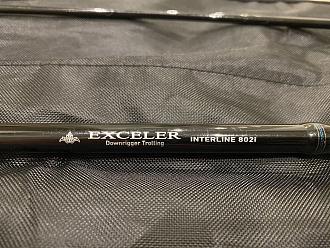 EXCELER INTERLINE 802i
Downrigger Trolling